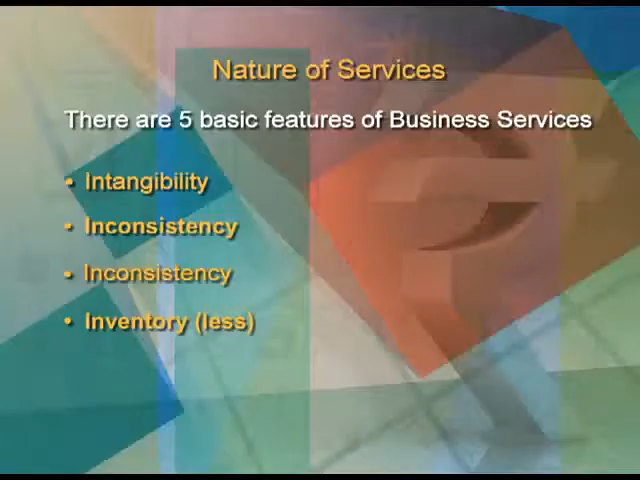 Nature of Services
There are 5 basic features of Business Services
• Intangibility
• Inconsistency
• Inconsistency
• Inventory (less)